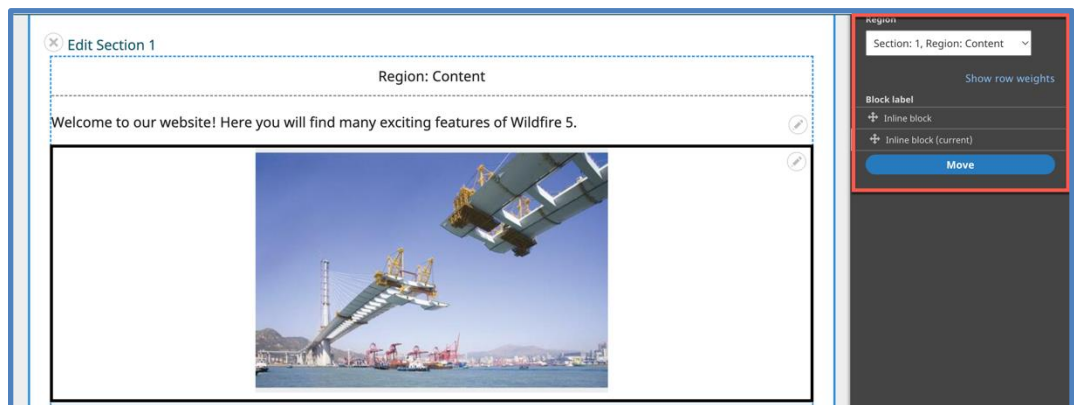 Edit Section 1
Region: Content
Welcome to our website! Here you will find many exciting features of Wildfire 5.
Region
Section: 1, Region: Content
Show row weights
Block label
Inline block
Inline block (current)
Move